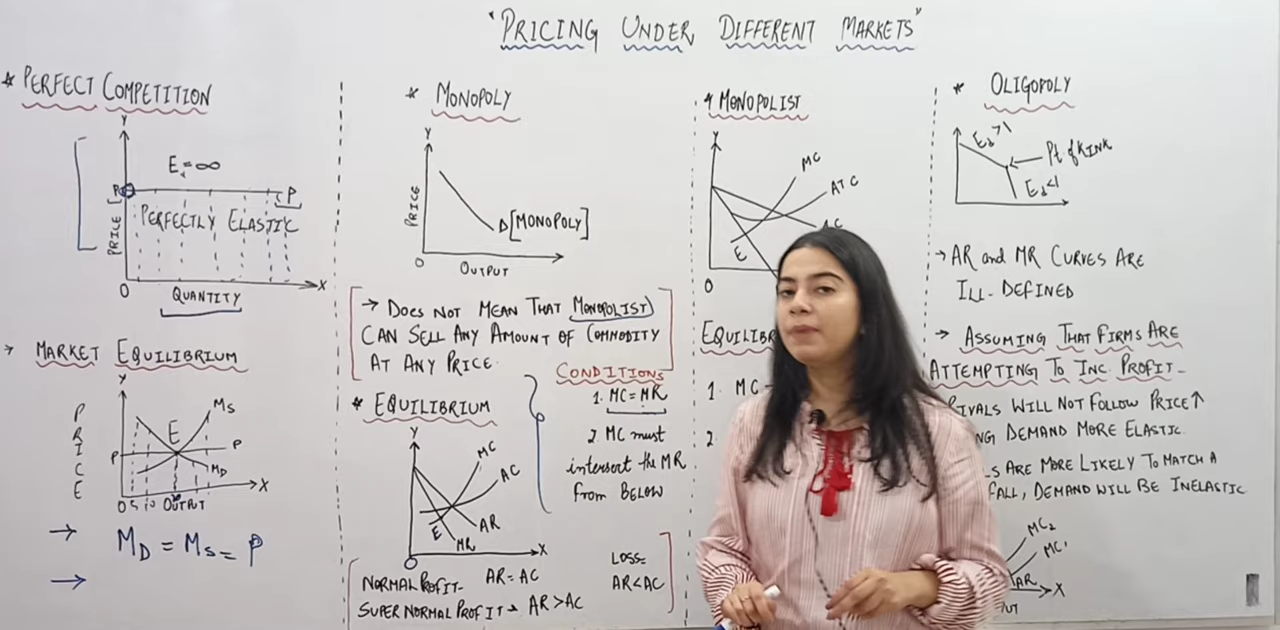 "PRICING UNDER DIFFERENT MARKETS"
* PERFECT COMPETITION
Y
E = ∞
P
P
PERFECTLY ELASTIC
PRICE
O
X
QUANTITY
→ MARKET EQUILIBRIUM
Y
PRICE
MS
E
P
P
MD
X
O 5 10 OUTPUT
→ MD = MS = P
→
* MONOPOLY
Y
PRICE
D [MONOPOLY]
O
OUTPUT
→ DOES NOT MEAN THAT MONOPOLIST
CAN SELL ANY AMOUNT OF COMMODITY
AT ANY PRICE.
* EQUILIBRIUM
Y
MC
AC
AR
E
MR
O
X
CONDITIONS
1. MC = MR
2. MC must
intersect the MR
from BELOW
NORMAL PROFIT- AR = AC
SUPER NORMAL PROFIT → AR > AC
LOSS=
AR < AC
* MONOPOLIST
Y
MC
ATC
E
O
1. MC
2
* OLIGOPOLY
Ed>1
Pt of KINK
Ed<1
→ AR and MR CURVES ARE
ILL-DEFINED
→ ASSUMING THAT FIRMS ARE
ATTEMPTING TO INC. PROFIT-
WILL NOT FOLLOW PRICE↑
DEMAND MORE ELASTIC.
ARE MORE LIKELY TO MATCH A
DEMAND WILL BE INELASTIC
MC2
MC1
AR
X